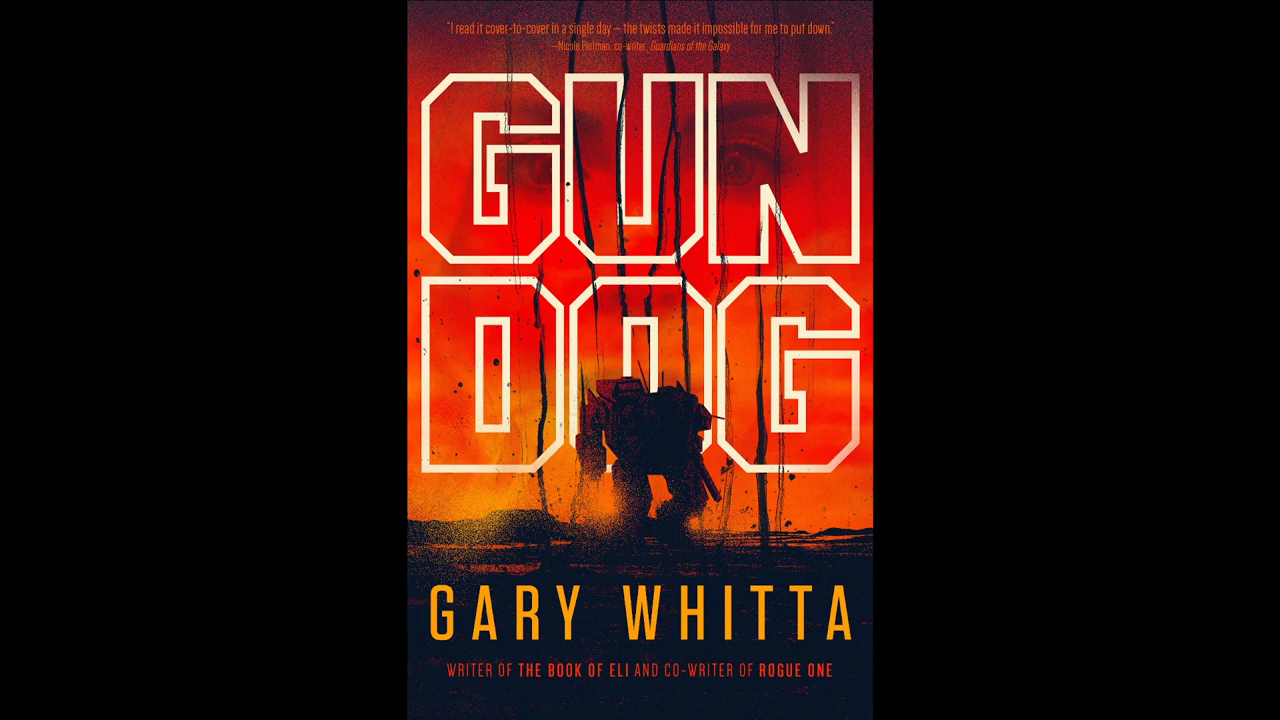 "I read it cover-to-cover in a single day – the twists made it impossible for me to put down."
–Nicole Perlman, co-writer, Guardians of the Galaxy
GUN
DOG
GARY WHITTA
WRITER OF THE BOOK OF ELI AND CO-WRITER OF ROGUE ONE